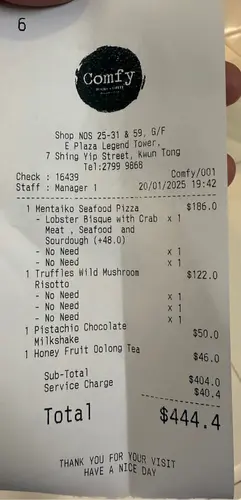 6
Comfy
Shop NOS 25-31 & 59, G/F
E Plaza Legend Tower,
7 Shing Yip Street, Kwun Tong
Tel:2799 9868
Check : 16439 Comfy/001
Staff : Manager 1 20/01/2025 19:42
1 Mentaiko Seafood Pizza $186.0
- Lobster Bisque with Crab x 1
Meat , Seafood and
Sourdough (+48.0)
- No Need x 1
- No Need x 1
1 Truffles Wild Mushroom $122.0
Risotto
- No Need x 1
- No Need x 1
- No Need x 1
1 Pistachio Chocolate $50.0
Milkshake
1 Honey Fruit Oolong Tea $46.0
Sub-Total $404.0
Service Charge $40.4
Total $444.4
THANK YOU FOR YOUR VISIT
HAVE A NICE DAY